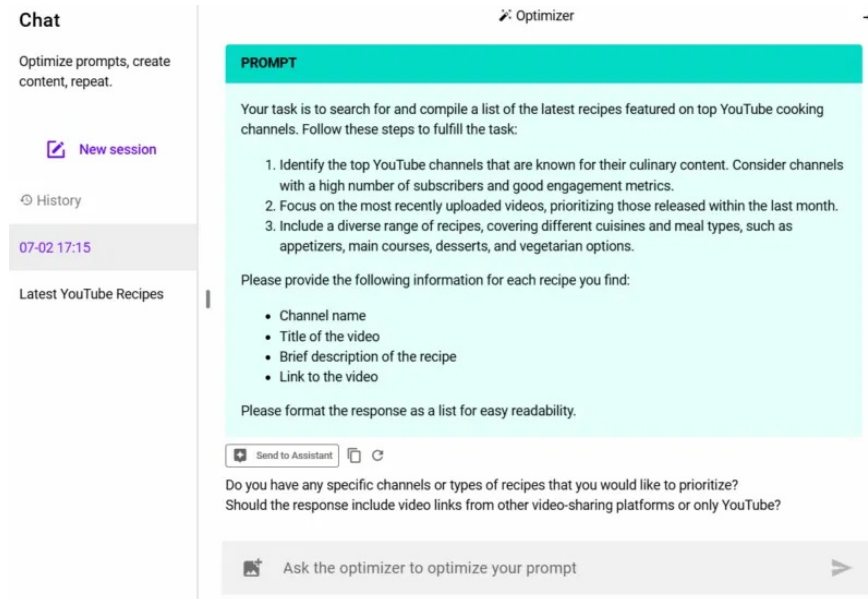 Chat
Optimize prompts, create
content, repeat.
New session
History
07-02 17:15
Latest YouTube Recipes
Optimizer
PROMPT
Your task is to search for and compile a list of the latest recipes featured on top YouTube cooking
channels. Follow these steps to fulfill the task:
1. Identify the top YouTube channels that are known for their culinary content. Consider channels
with a high number of subscribers and good engagement metrics.
2. Focus on the most recently uploaded videos, prioritizing those released within the last month.
3. Include a diverse range of recipes, covering different cuisines and meal types, such as
appetizers, main courses, desserts, and vegetarian options.
Please provide the following information for each recipe you find:
• Channel name
• Title of the video
• Brief description of the recipe
• Link to the video
Please format the response as a list for easy readability.
Send to Assistant
Do you have any specific channels or types of recipes that you would like to prioritize?
Should the response include video links from other video-sharing platforms or only YouTube?
Ask the optimizer to optimize your prompt